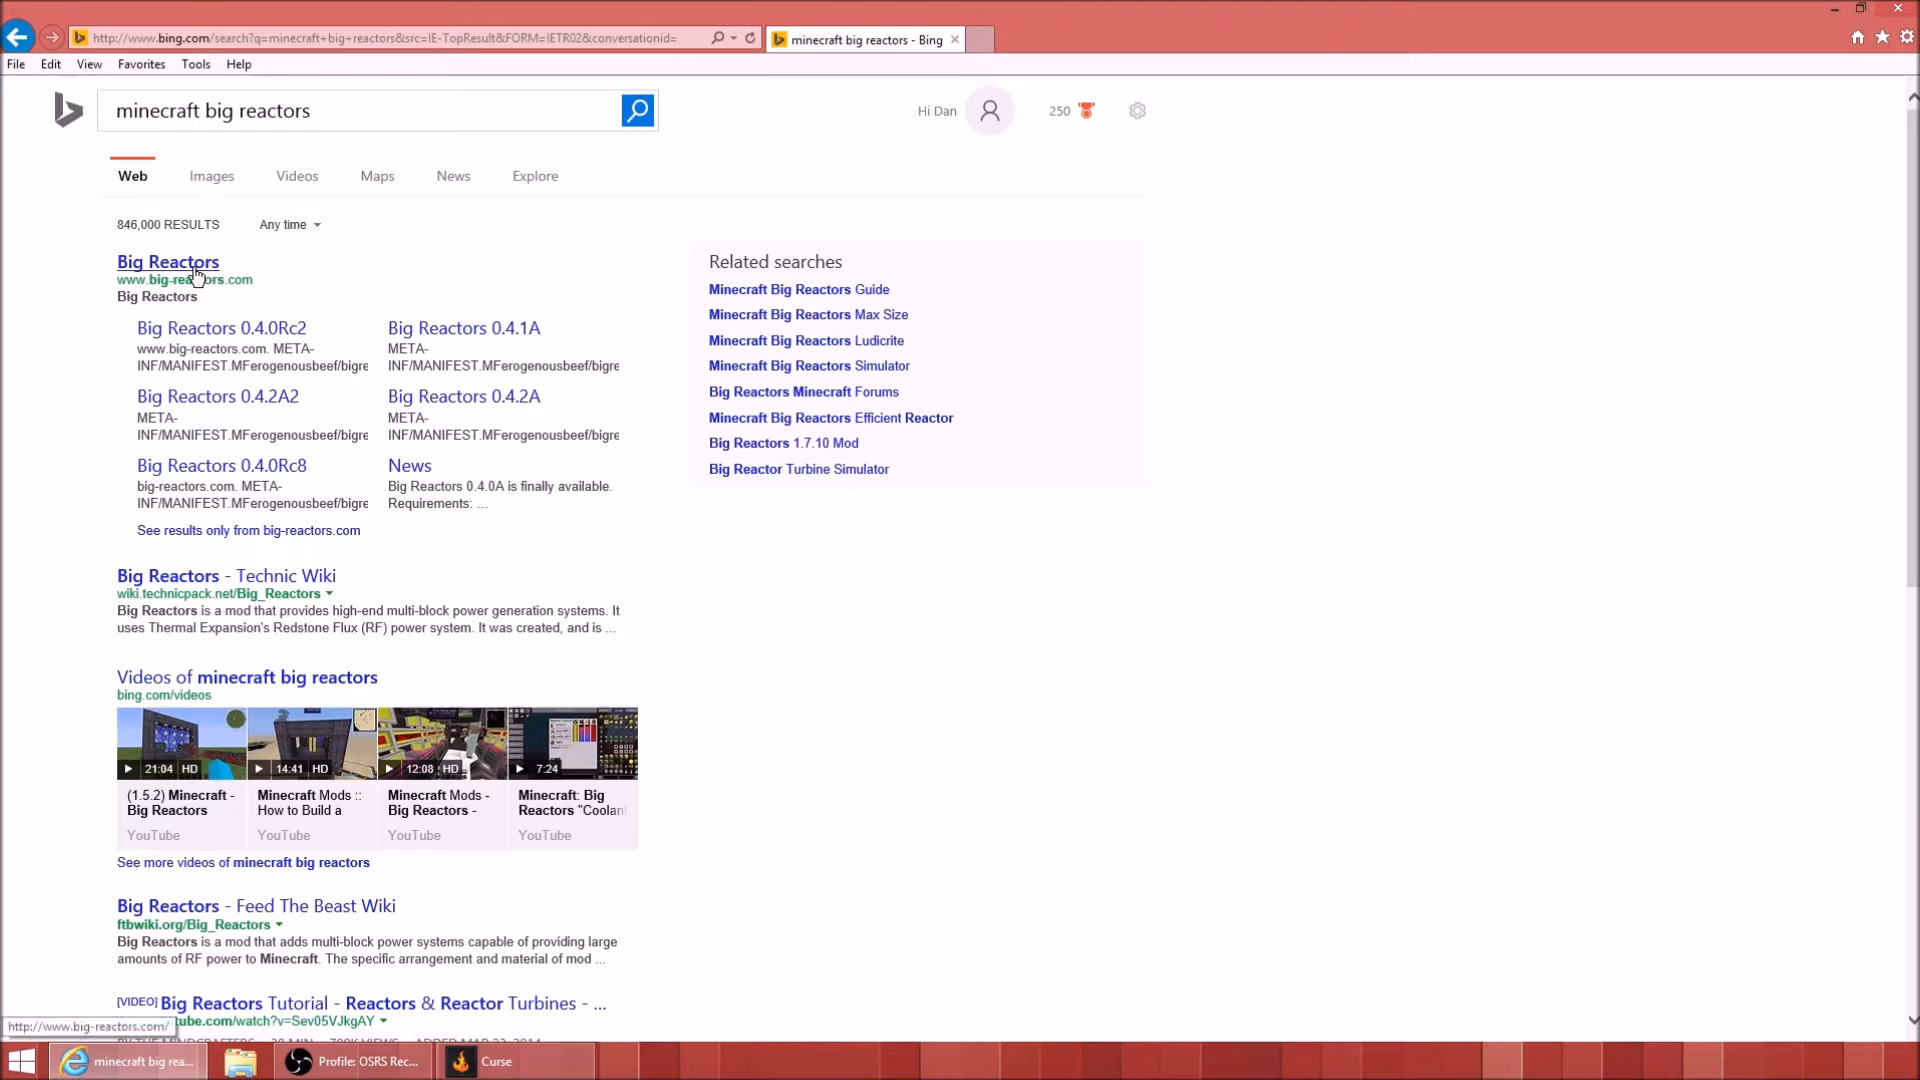 http://www.bing.com/search?q=minecraft+big+reactors&src=IE-TopResult&FORM=IETR02&conversationid=
minecraft big reactors - Bing
File Edit View Favorites Tools Help
minecraft big reactors
Hi Dan
250
Web Images Videos Maps News Explore
846,000 RESULTS Any time
Big Reactors
www.big-reactors.com
Big Reactors
Big Reactors 0.4.0Rc2
www.big-reactors.com. META-
INF/MANIFEST.MFerogenousbeef/bigre
Big Reactors 0.4.1A
META-
INF/MANIFEST.MFerogenousbeef/bigre
Big Reactors 0.4.2A2
META-
INF/MANIFEST.MFerogenousbeef/bigre
Big Reactors 0.4.2A
META-
INF/MANIFEST.MFerogenousbeef/bigre
Big Reactors 0.4.0Rc8
big-reactors.com. META-
INF/MANIFEST.MFerogenousbeef/bigre
News
Big Reactors 0.4.0A is finally available.
Requirements: ...
See results only from big-reactors.com
Related searches
Minecraft Big Reactors Guide
Minecraft Big Reactors Max Size
Minecraft Big Reactors Ludicrite
Minecraft Big Reactors Simulator
Big Reactors Minecraft Forums
Minecraft Big Reactors Efficient Reactor
Big Reactors 1.7.10 Mod
Big Reactor Turbine Simulator
Big Reactors - Technic Wiki
wiki.technicpack.net/Big_Reactors
Big Reactors is a mod that provides high-end multi-block power generation systems. It
uses Thermal Expansion's Redstone Flux (RF) power system. It was created, and is ...
Videos of minecraft big reactors
bing.com/videos
21:04 HD
14:41 HD
12:08 HD
7:24
(1.5.2) Minecraft -
Big Reactors
YouTube
Minecraft Mods ::
How to Build a
YouTube
Minecraft Mods -
Big Reactors -
YouTube
Minecraft: Big
Reactors "Coolant
YouTube
See more videos of minecraft big reactors
Big Reactors - Feed The Beast Wiki
ftbwiki.org/Big_Reactors
Big Reactors is a mod that adds multi-block power systems capable of providing large
amounts of RF power to Minecraft. The specific arrangement and material of mod ...
[VIDEO] Big Reactors Tutorial - Reactors & Reactor Turbines - ...
tube.com/watch?v=Sev05VJkgAY
http://www.big-reactors.com/
minecraft big rea...
Profile: OSRS Rec...
Curse